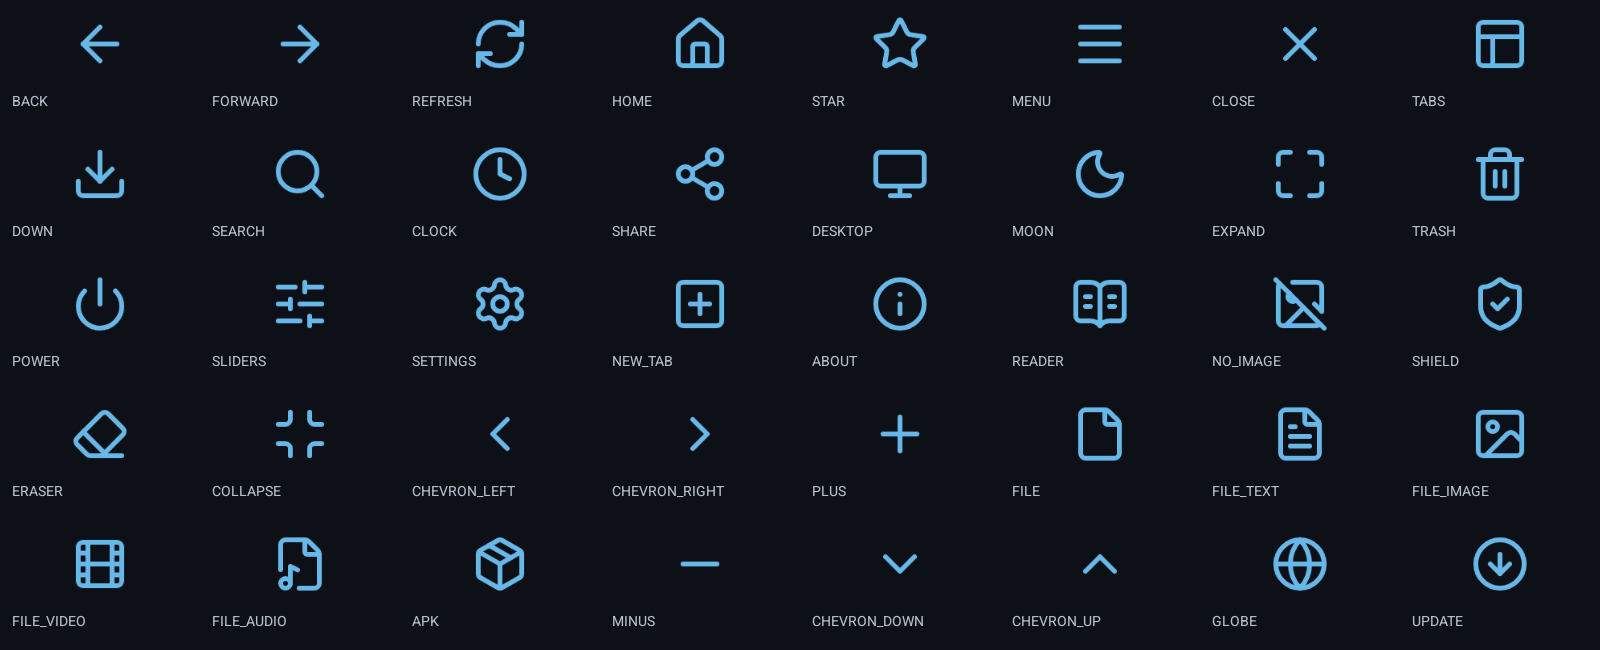 BACK FORWARD REFRESH HOME STAR MENU CLOSE TABS
DOWN SEARCH CLOCK SHARE DESKTOP MOON EXPAND TRASH
POWER SLIDERS SETTINGS NEW_TAB ABOUT READER NO_IMAGE SHIELD
ERASER COLLAPSE CHEVRON_LEFT CHEVRON_RIGHT PLUS FILE FILE_TEXT FILE_IMAGE
FILE_VIDEO FILE_AUDIO APK MINUS CHEVRON_DOWN CHEVRON_UP GLOBE UPDATE